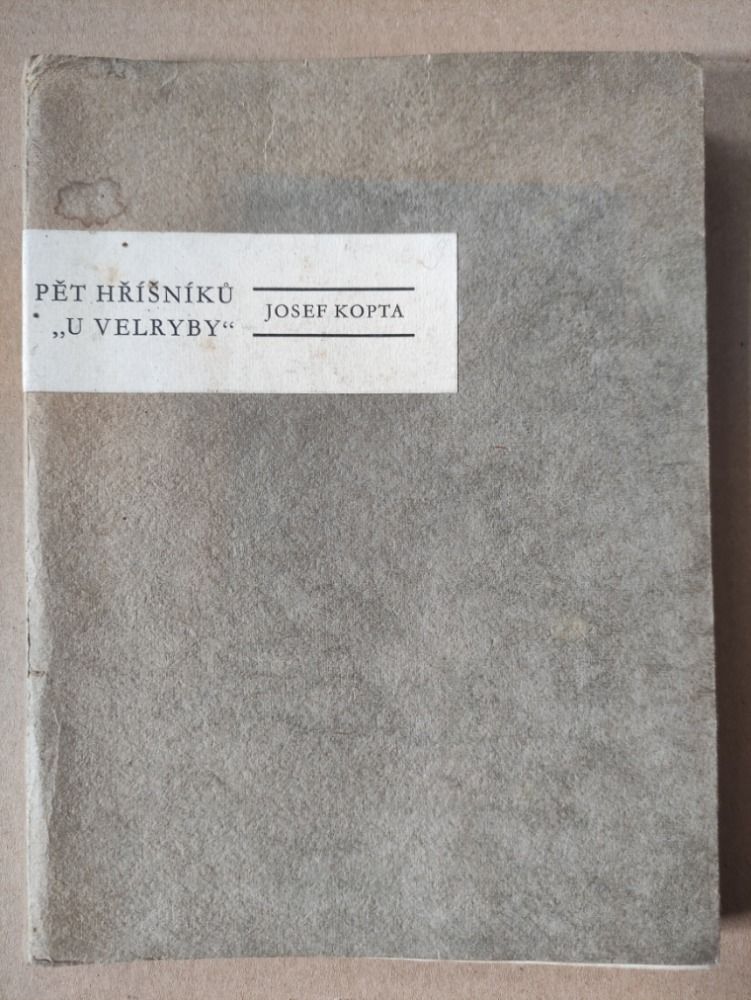 PĚT HŘÍŠNÍKŮ
„U VELRYBY“
JOSEF KOPTA